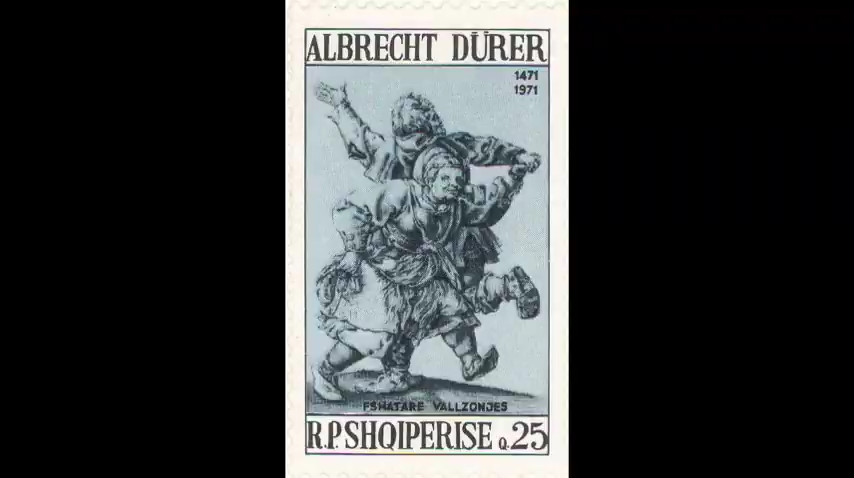 ALBRECHT DÜRER
1471
1971
FSHATARE VALLZONJES
R.P. SHQIPERISE Q.25